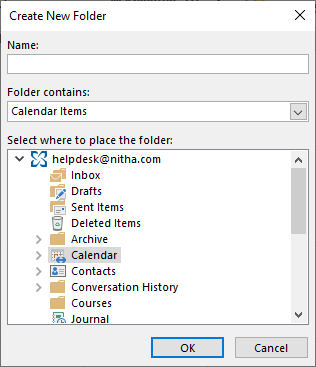 Create New Folder
Name:
Folder contains:
Calendar Items
Select where to place the folder:
helpdesk@nitha.com
Inbox
Drafts
Sent Items
Deleted Items
Archive
Calendar
Contacts
Conversation History
Courses
Journal
OK
Cancel